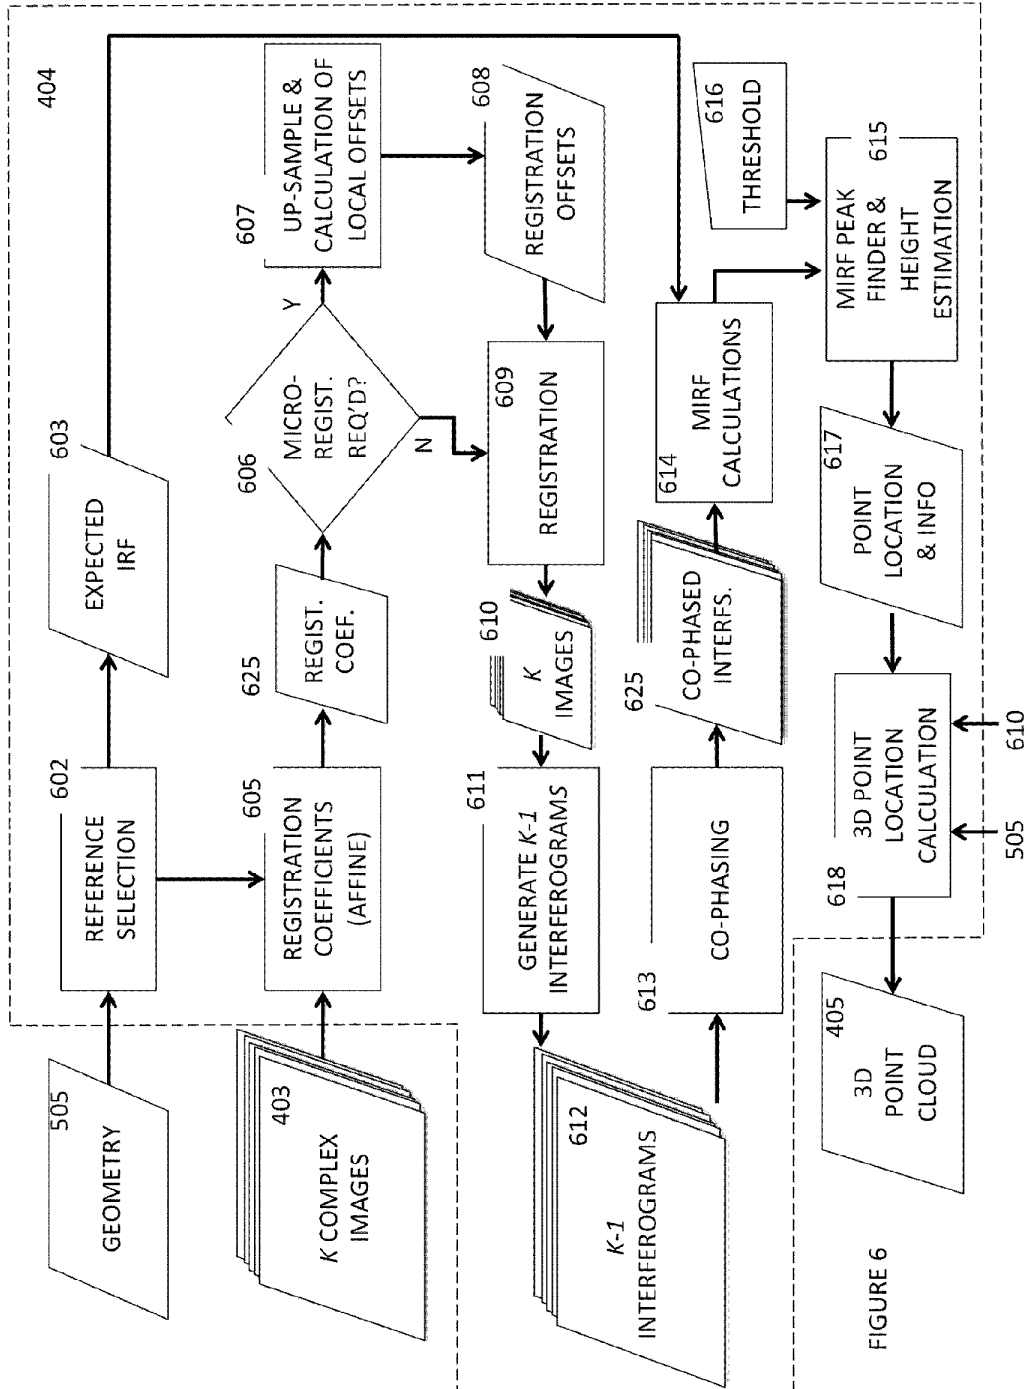 404
505
GEOMETRY
602
REFERENCE
SELECTION
603
EXPECTED
IRF
403
K COMPLEX
IMAGES
605
REGISTRATION
COEFFICIENTS
(AFFINE)
625
REGIST.
COEF.
606
MICRO-
REGIST.
REQ'D?
Y
N
607
UP-SAMPLE &
CALCULATION OF
LOCAL OFFSETS
608
REGISTRATION
OFFSETS
609
REGISTRATION
610
K
IMAGES
611
GENERATE K-1
INTERFEROGRAMS
612
K-1
INTERFEROGRAMS
613
CO-PHASING
625
CO-PHASED
INTERFS.
614
MIRF
CALCULATIONS
616
THRESHOLD
615
MIRF PEAK
FINDER &
HEIGHT
ESTIMATION
617
POINT
LOCATION
& INFO
618
3D POINT
LOCATION
CALCULATION
505
610
405
3D
POINT
CLOUD
FIGURE 6